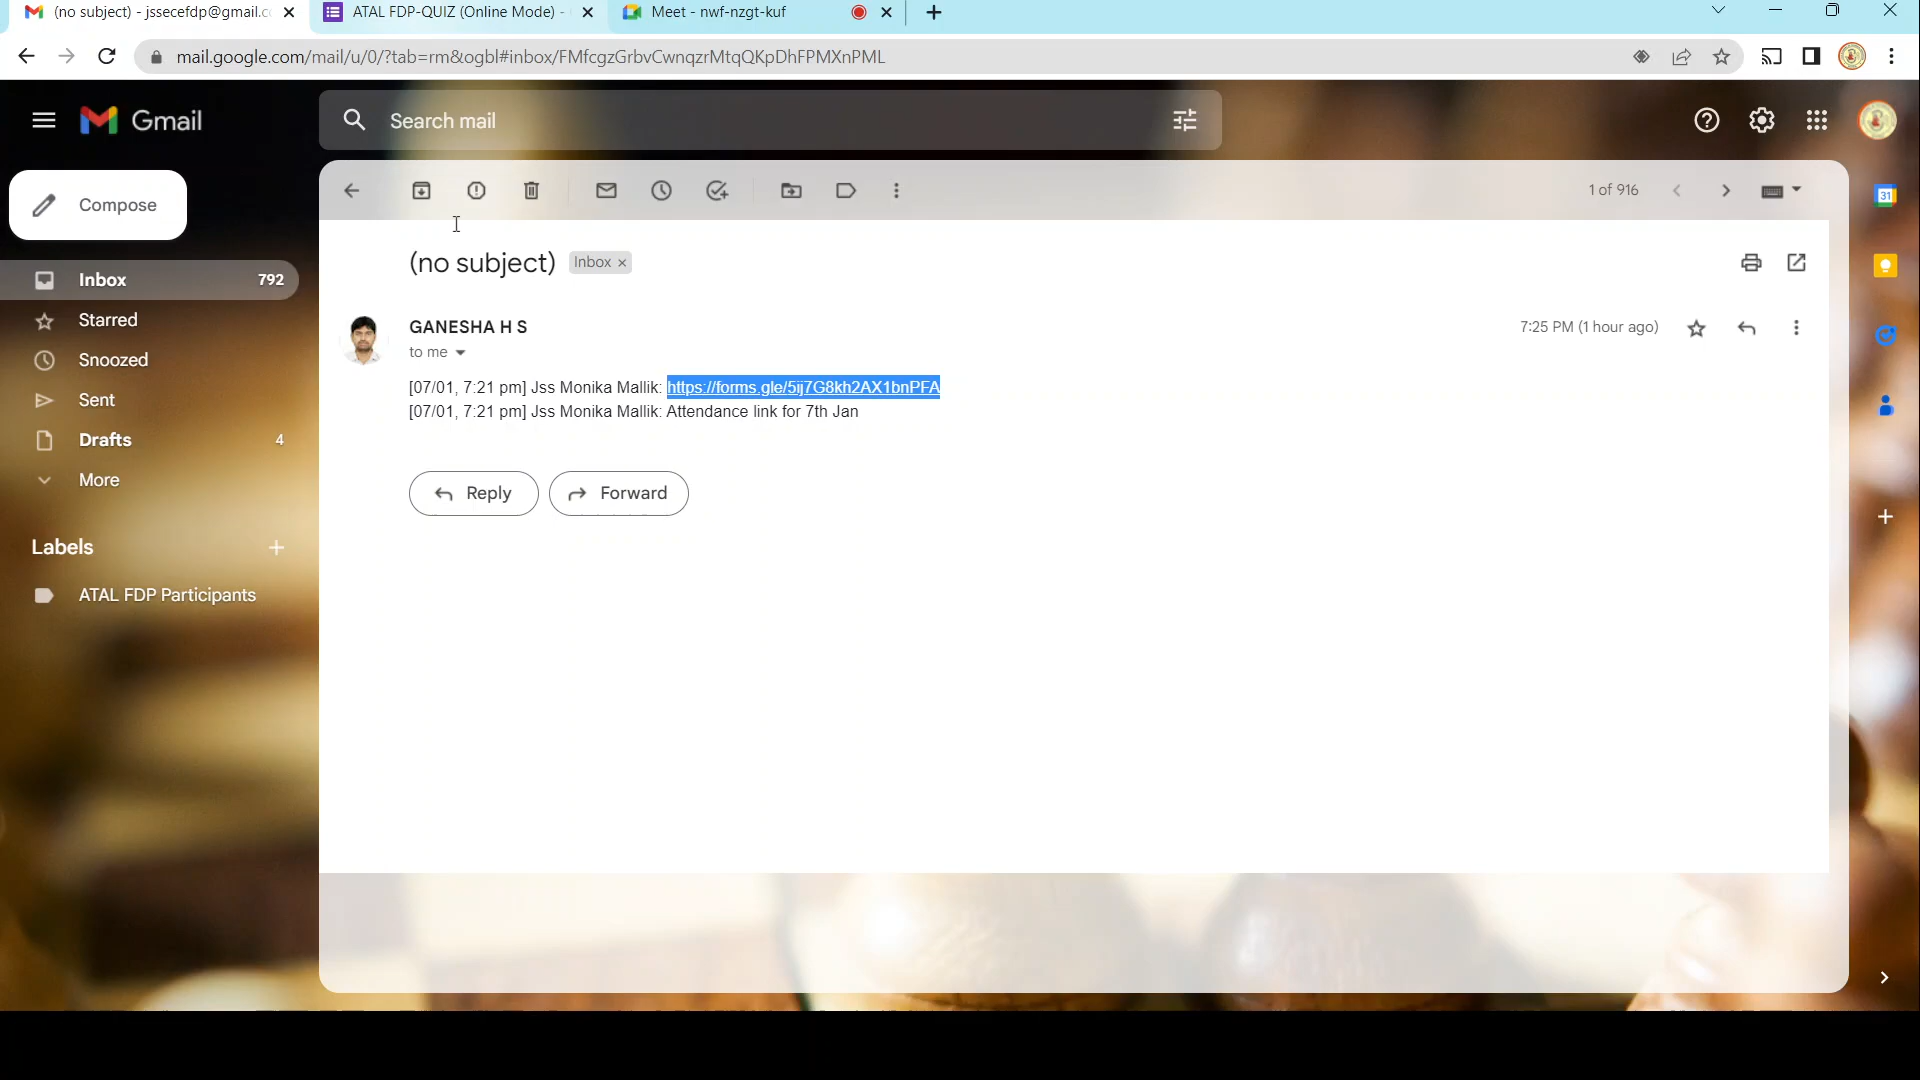 (no subject) - jssecefdp@gmail.c
ATAL FDP-QUIZ (Online Mode) -
Meet - nwf-nzgt-kuf
mail.google.com/mail/u/0/?tab=rm&ogbl#inbox/FMfcgzGrbvCwnqzrMtqQKpDhFPMXnPML
Gmail
Search mail
Compose
1 of 916
31
(no subject)
Inbox ×
Inbox 792
Starred
Snoozed
Sent
Drafts 4
More
Labels
ATAL FDP Participants
GANESHA H S
7:25 PM (1 hour ago)
to me
[07/01, 7:21 pm] Jss Monika Mallik: https://forms.gle/5ij7G8kh2AX1bnPFA
[07/01, 7:21 pm] Jss Monika Mallik: Attendance link for 7th Jan
Reply
Forward